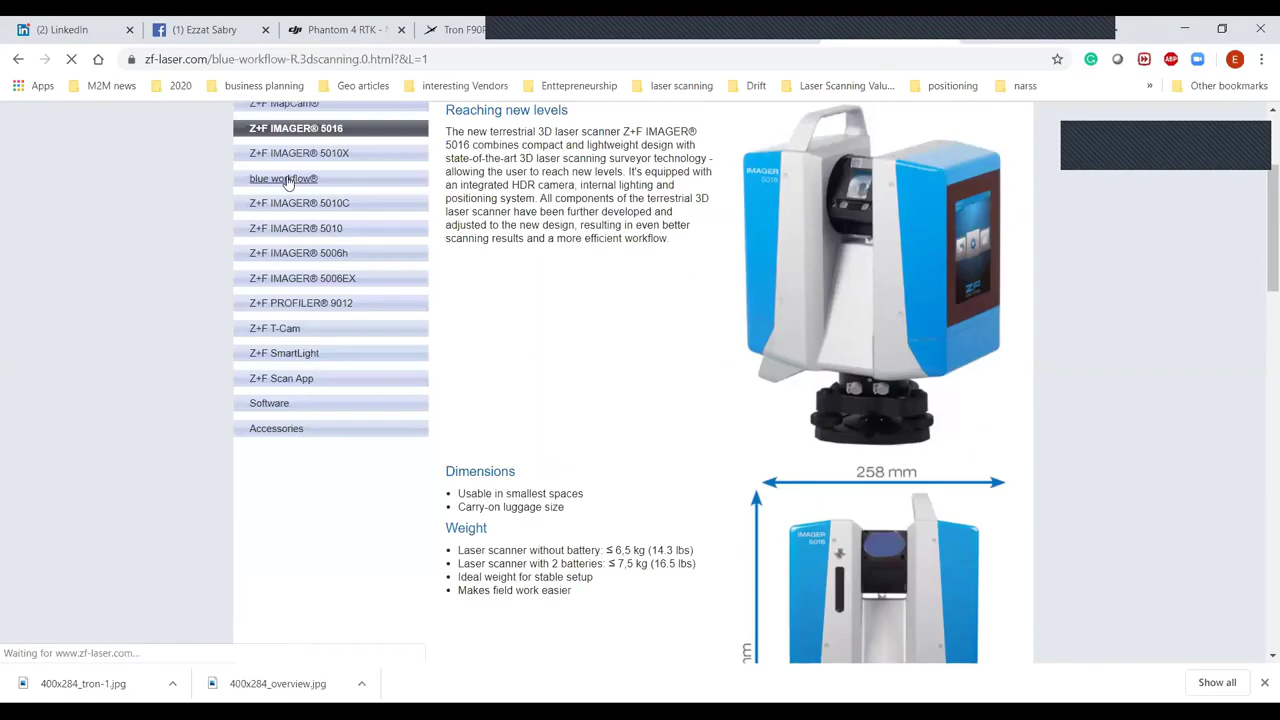 (2) LinkedIn
(1) Ezzat Sabry
Phantom 4 RTK -
Tron F90P
zf-laser.com/blue-workflow-R.3dscanning.0.html?&L=1
E
Apps
M2M news
2020
business planning
Geo articles
interesting Vendors
Enttepreneurship
laser scanning
Drift
Laser Scanning Valu...
positioning
narss
»
Other bookmarks
Z+F MapCam®
Z+F IMAGER® 5016
Z+F IMAGER® 5010X
blue workflow®
Z+F IMAGER® 5010C
Z+F IMAGER® 5010
Z+F IMAGER® 5006h
Z+F IMAGER® 5006EX
Z+F PROFILER® 9012
Z+F T-Cam
Z+F SmartLight
Z+F Scan App
Software
Accessories
Reaching new levels
The new terrestrial 3D laser scanner Z+F IMAGER®
5016 combines compact and lightweight design with
state-of-the-art 3D laser scanning surveyor technology -
allowing the user to reach new levels. It's equipped with
an integrated HDR camera, internal lighting and
positioning system. All components of the terrestrial 3D
laser scanner have been further developed and
adjusted to the new design, resulting in even better
scanning results and a more efficient workflow.
IMAGER
5016
ZF
Dimensions
• Usable in smallest spaces
• Carry-on luggage size
Weight
• Laser scanner without battery: ≤ 6,5 kg (14.3 lbs)
• Laser scanner with 2 batteries: ≤ 7,5 kg (16.5 lbs)
• Ideal weight for stable setup
• Makes field work easier
258 mm
IMAGER
5016
mm
Waiting for www.zf-laser.com...
400x284_tron-1.jpg
400x284_overview.jpg
Show all